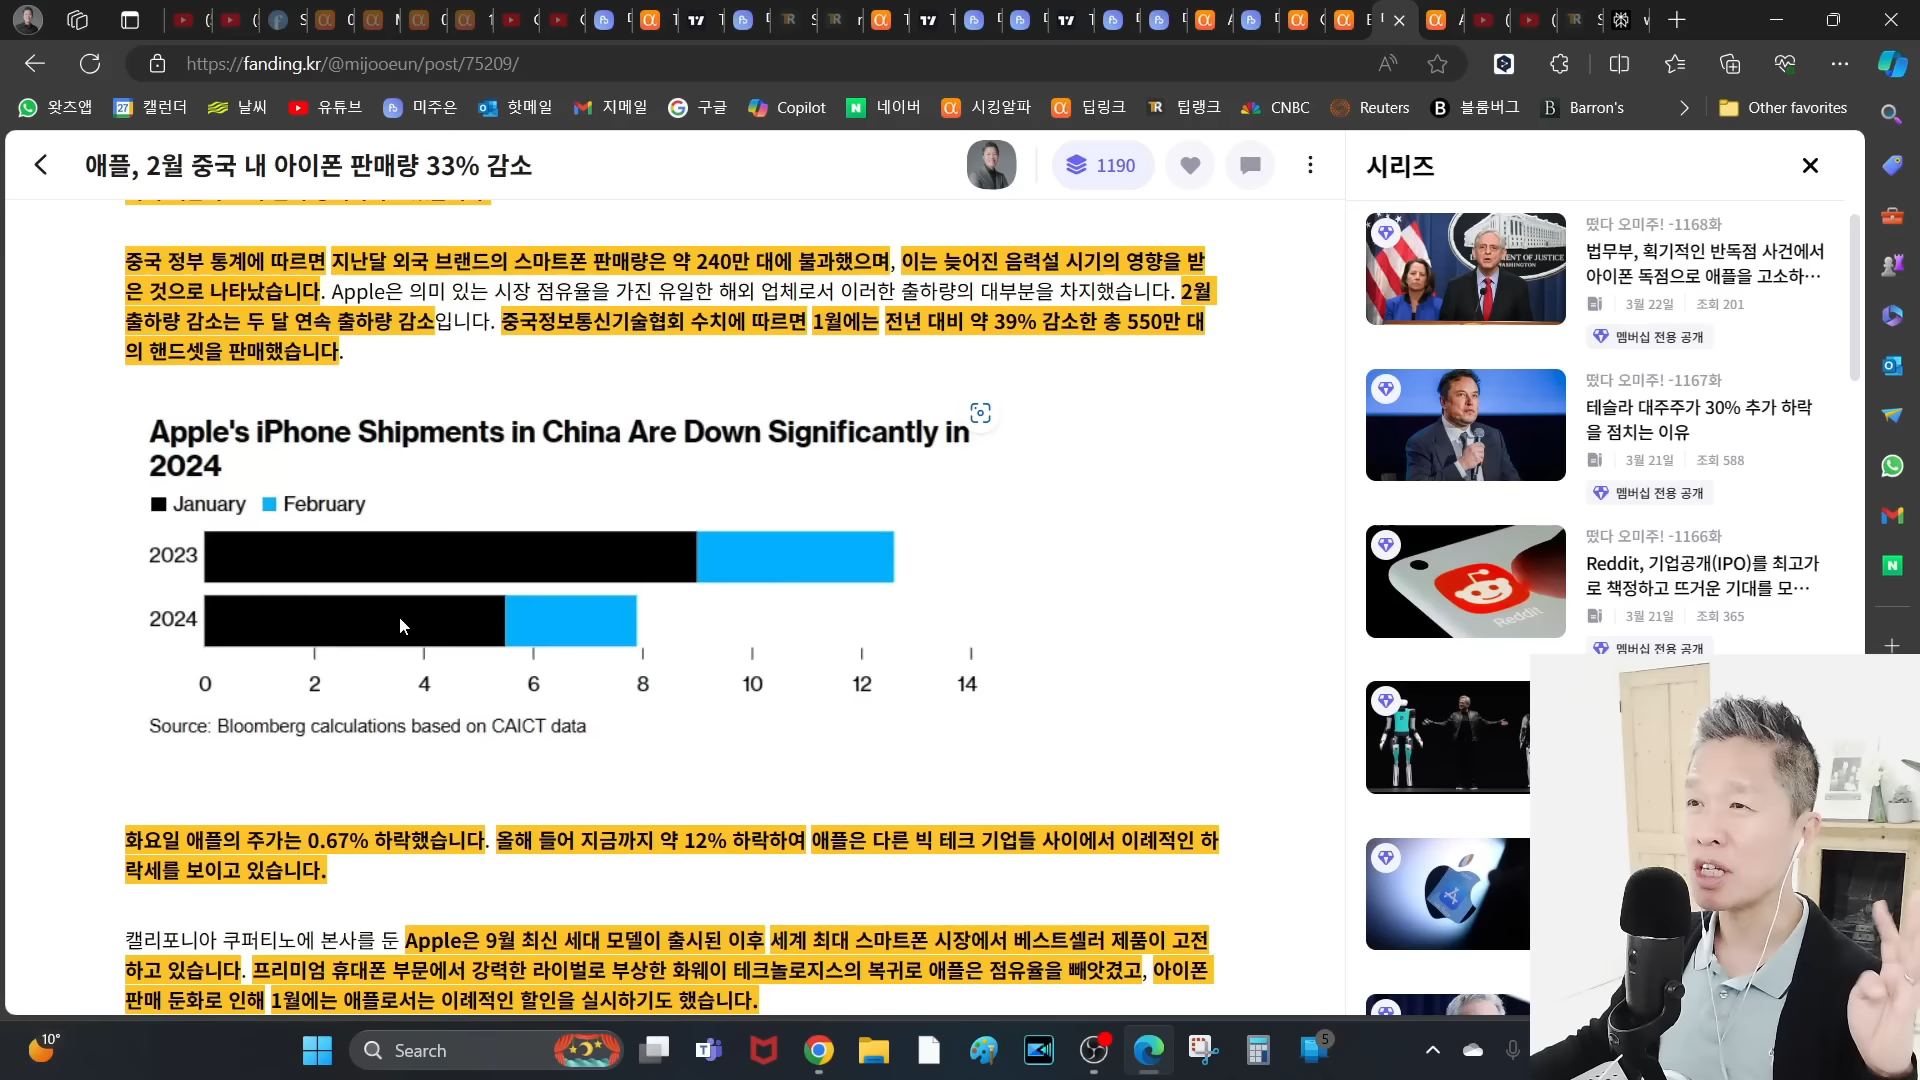 https://fanding.kr/@mijooeun/post/75209/
왓츠앱
캘런더
날씨
유튜브
미주은
핫메일
지메일
구글
Copilot
네이버
시킹알파
딥링크
팁랭크
CNBC
Reuters
블룸버그
Barron's
Other favorites
애플, 2월 중국 내 아이폰 판매량 33% 감소
1190
중국 정부 통계에 따르면 지난달 외국 브랜드의 스마트폰 판매량은 약 240만 대에 불과했으며, 이는 늦어진 음력설 시기의 영향을 받
은 것으로 나타났습니다. Apple은 의미 있는 시장 점유율을 가진 유일한 해외 업체로서 이러한 출하량의 대부분을 차지했습니다. 2월
출하량 감소는 두 달 연속 출하량 감소입니다. 중국정보통신기술협회 수치에 따르면 1월에는 전년 대비 약 39% 감소한 총 550만 대
의 핸드셋을 판매했습니다.
Apple's iPhone Shipments in China Are Down Significantly in
2024
January February
2023
2024
0 2 4 6 8 10 12 14
Source: Bloomberg calculations based on CAICT data
화요일 애플의 주가는 0.67% 하락했습니다. 올해 들어 지금까지 약 12% 하락하여 애플은 다른 빅 테크 기업들 사이에서 이례적인 하
락세를 보이고 있습니다.
캘리포니아 쿠퍼티노에 본사를 둔 Apple은 9월 최신 세대 모델이 출시된 이후 세계 최대 스마트폰 시장에서 베스트셀러 제품이 고전
하고 있습니다. 프리미엄 휴대폰 부문에서 강력한 라이벌로 부상한 화웨이 테크놀로지스의 복귀로 애플은 점유율을 빼앗겼고, 아이폰
판매 둔화로 인해 1월에는 애플로서는 이례적인 할인을 실시하기도 했습니다.
시리즈
떴다 오미주! -1168화
법무부, 획기적인 반독점 사건에서
아이폰 독점으로 애플을 고소하…
3월 22일 조회 201
멤버십 전용 공개
떴다 오미주! -1167화
테슬라 대주주가 30% 추가 하락
을 점치는 이유
3월 21일 조회 588
멤버십 전용 공개
떴다 오미주! -1166화
Reddit, 기업공개(IPO)를 최고가
로 책정하고 뜨거운 기대를 모…
3월 21일 조회 365
멤버십 전용 공개
Reddit
10°
Search
5